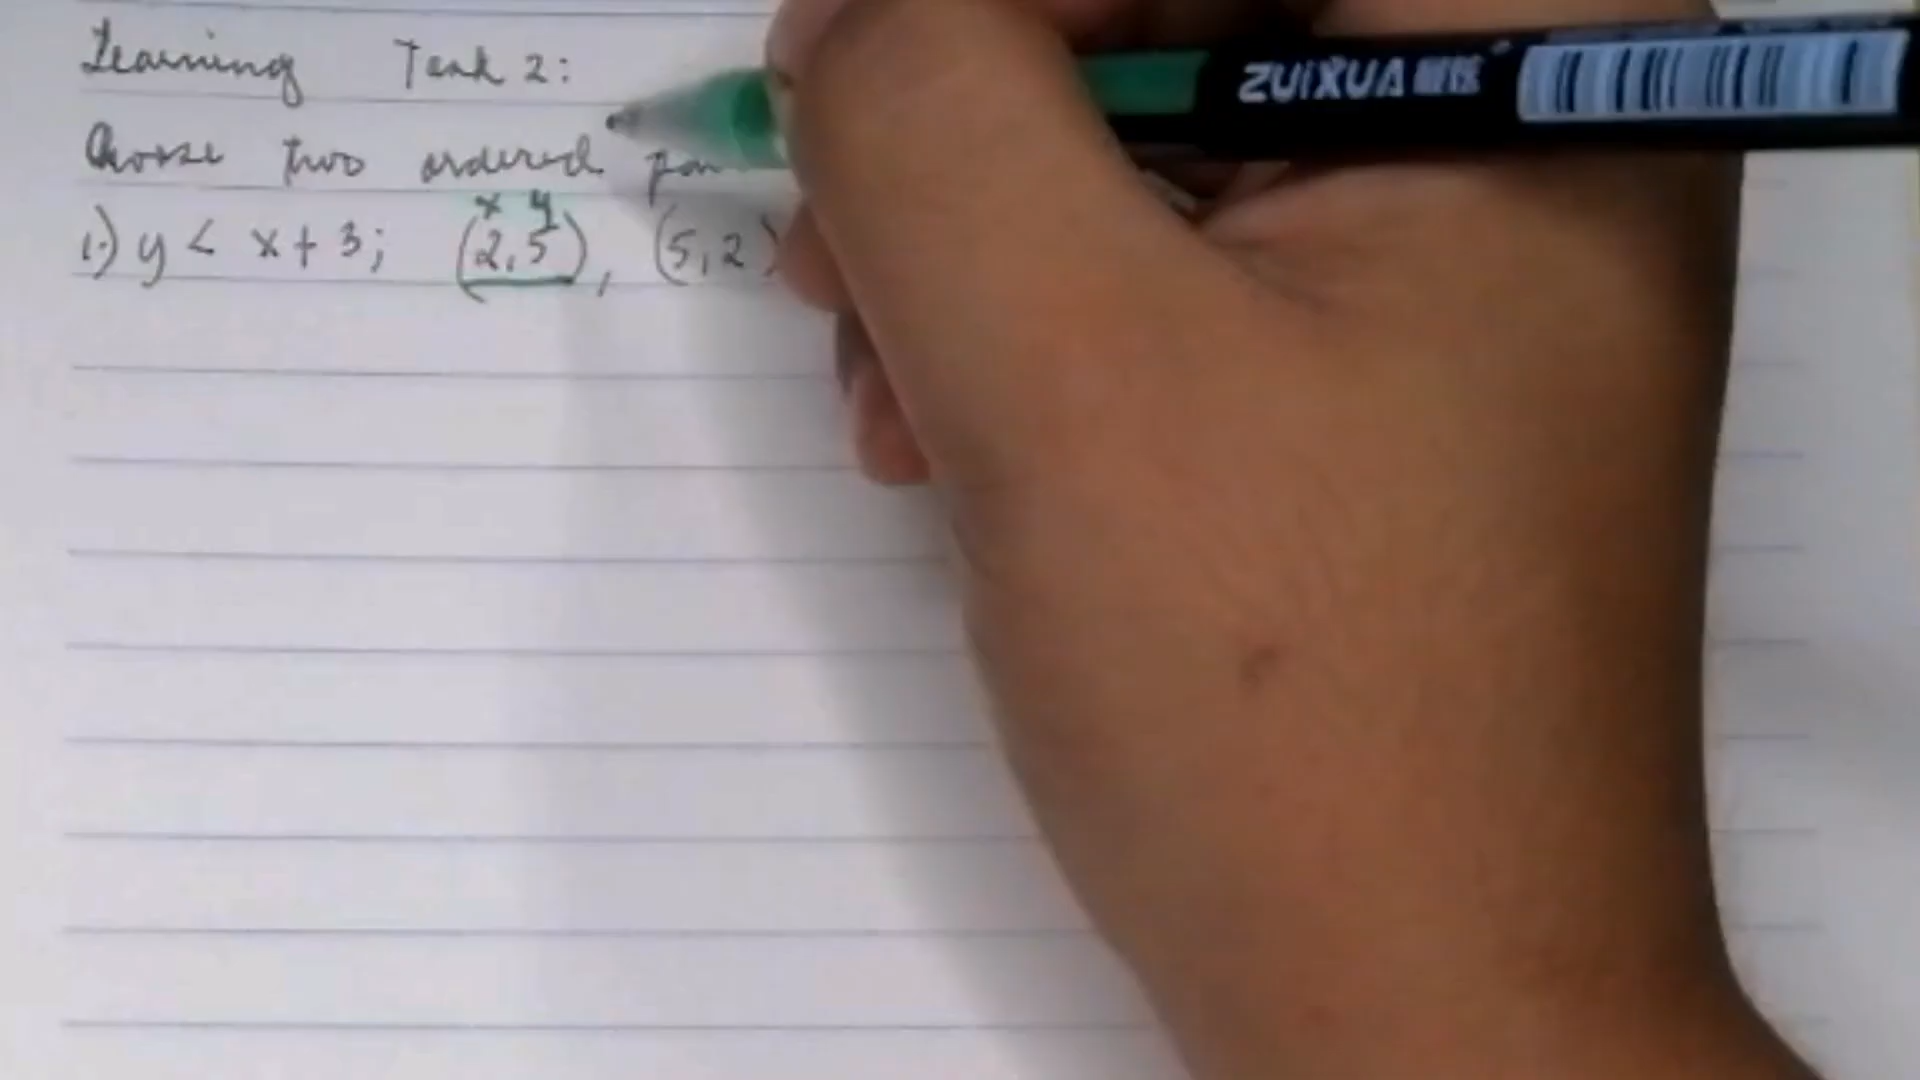 ZUIXUA
Learning Task 2:
Choose two ordered
x y
1.) y < x + 3; (2,5), (5,2)